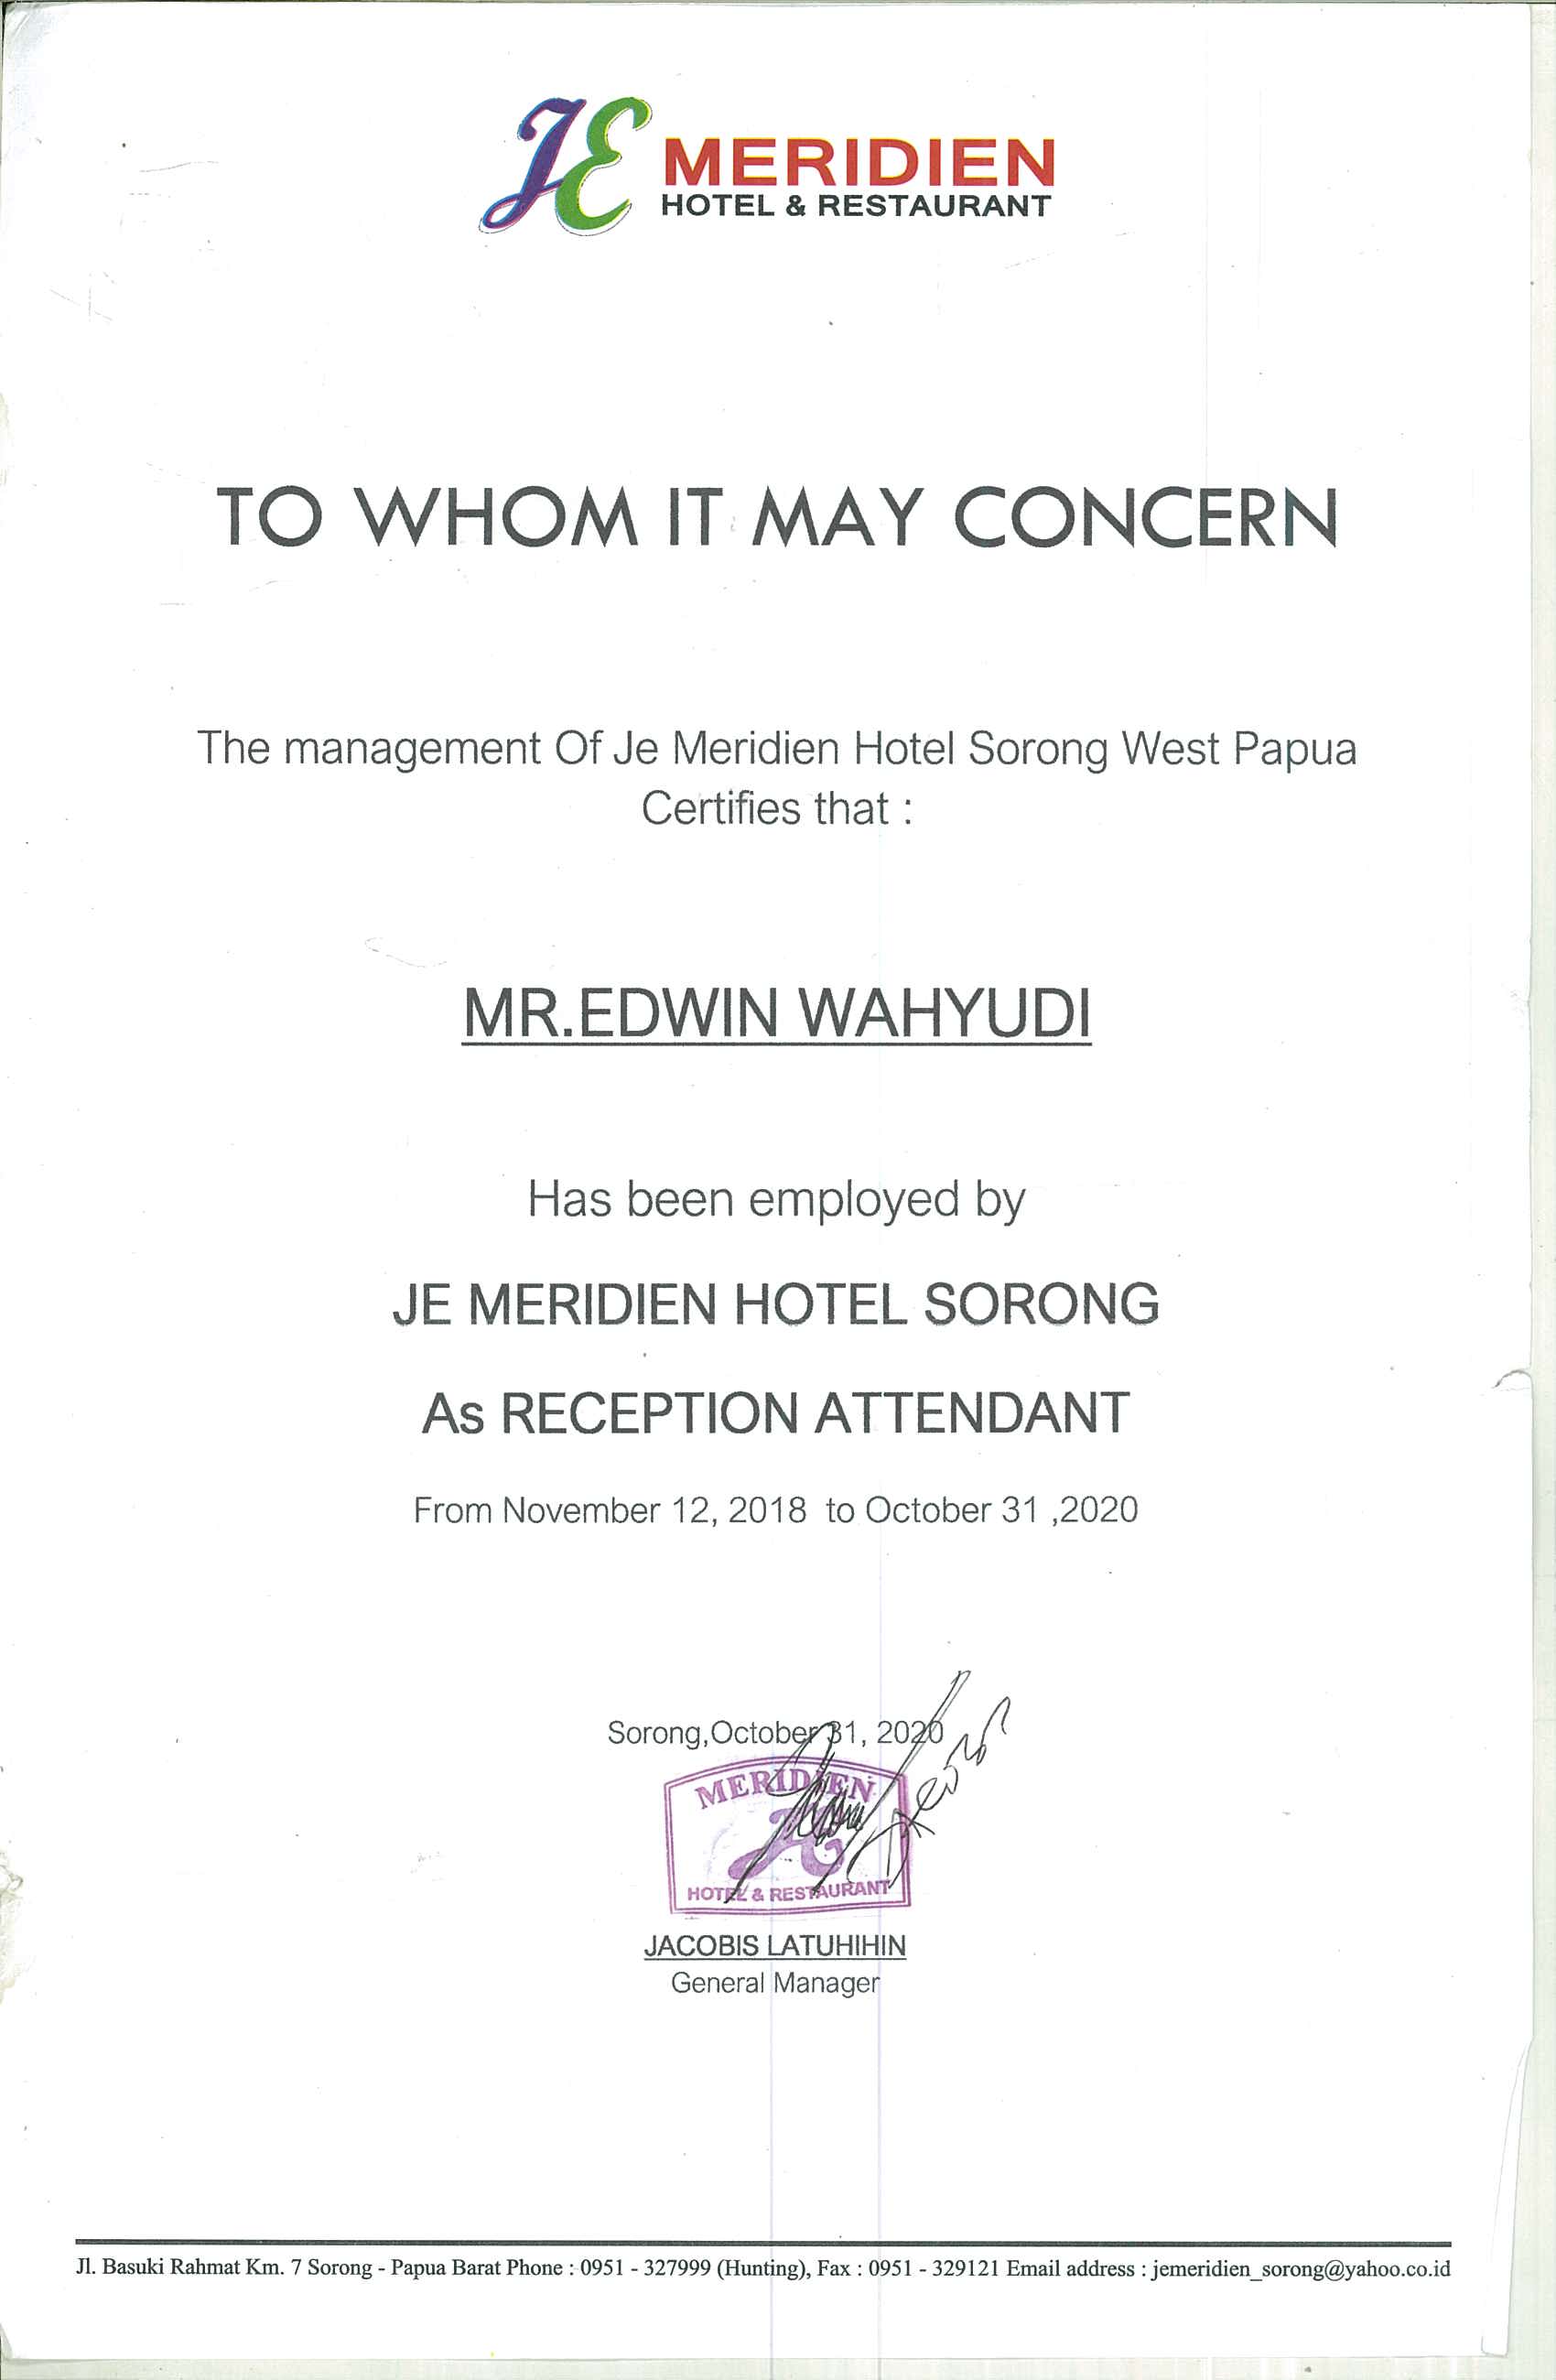 JE MERIDIEN
HOTEL & RESTAURANT
TO WHOM IT MAY CONCERN
The management Of Je Meridien Hotel Sorong West Papua
Certifies that :
MR.EDWIN WAHYUDI
Has been employed by
JE MERIDIEN HOTEL SORONG
As RECEPTION ATTENDANT
From November 12, 2018 to October 31 ,2020
Sorong,October 31, 2020
MERIDIEN
HOTEL & RESTAURANT
JACOBIS LATUHIHIN
General Manager
Jl. Basuki Rahmat Km. 7 Sorong - Papua Barat Phone : 0951 - 327999 (Hunting), Fax : 0951 - 329121 Email address : jemeridien_sorong@yahoo.co.id